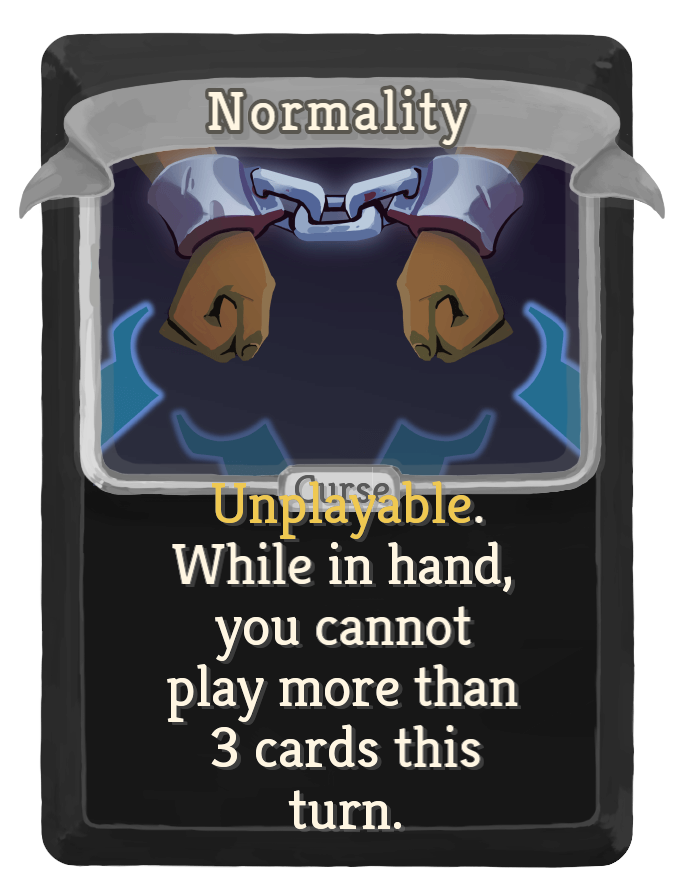 Normality
Curse
Unplayable.
While in hand,
you cannot
play more than
3 cards this
turn.